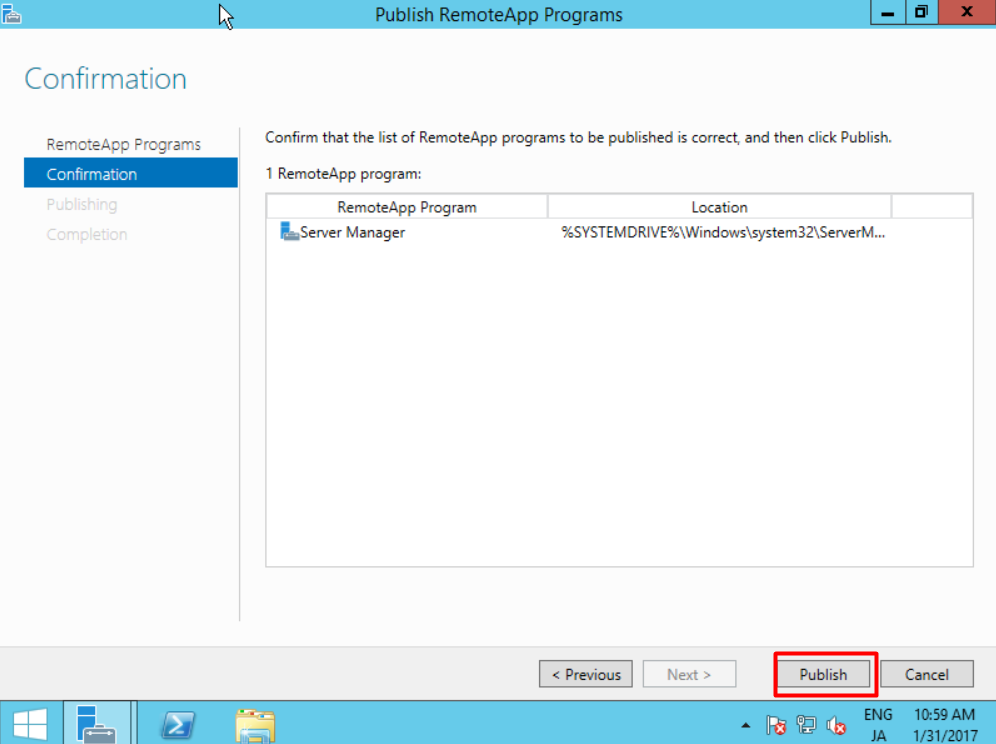 Publish RemoteApp Programs
Confirmation
RemoteApp Programs
Confirmation
Publishing
Completion
Confirm that the list of RemoteApp programs to be published is correct, and then click Publish.
1 RemoteApp program:
RemoteApp Program Location
Server Manager %SYSTEMDRIVE%\Windows\system32\ServerM...
< Previous Next > Publish Cancel
ENG 10:59 AM
JA 1/31/2017